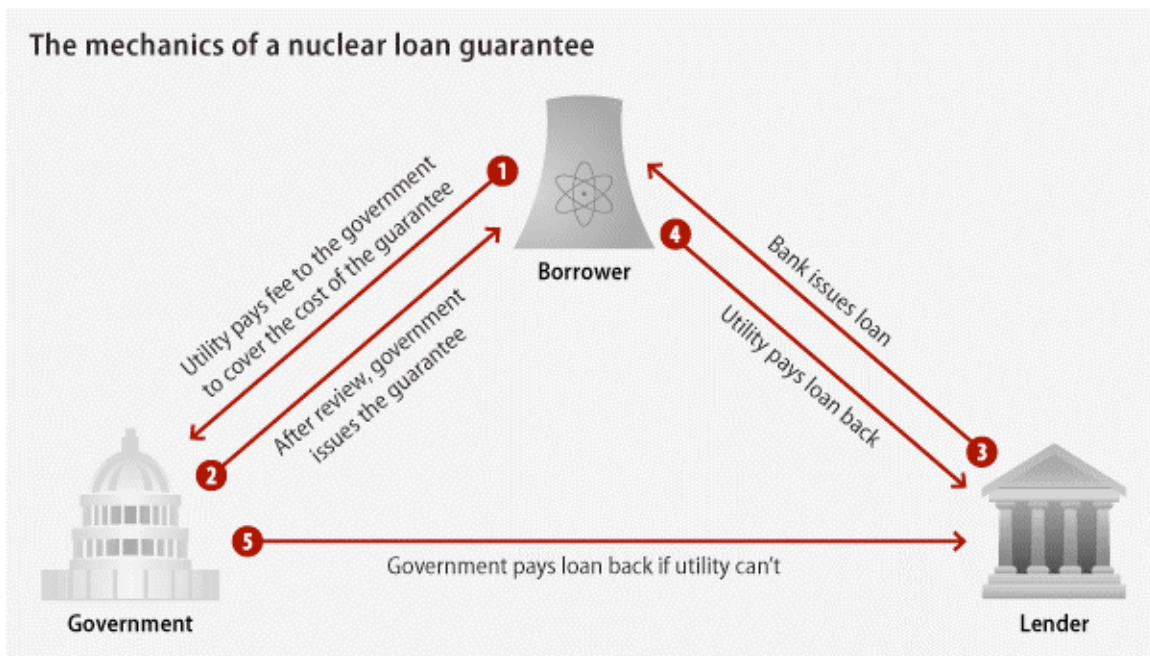 The mechanics of a nuclear loan guarantee
1
Utility pays fee to the government
to cover the cost of the guarantee
2
After review, government
issues the guarantee
Borrower
4
Utility pays loan back
Bank issues loan
3
5
Government pays loan back if utility can't
Government
Lender